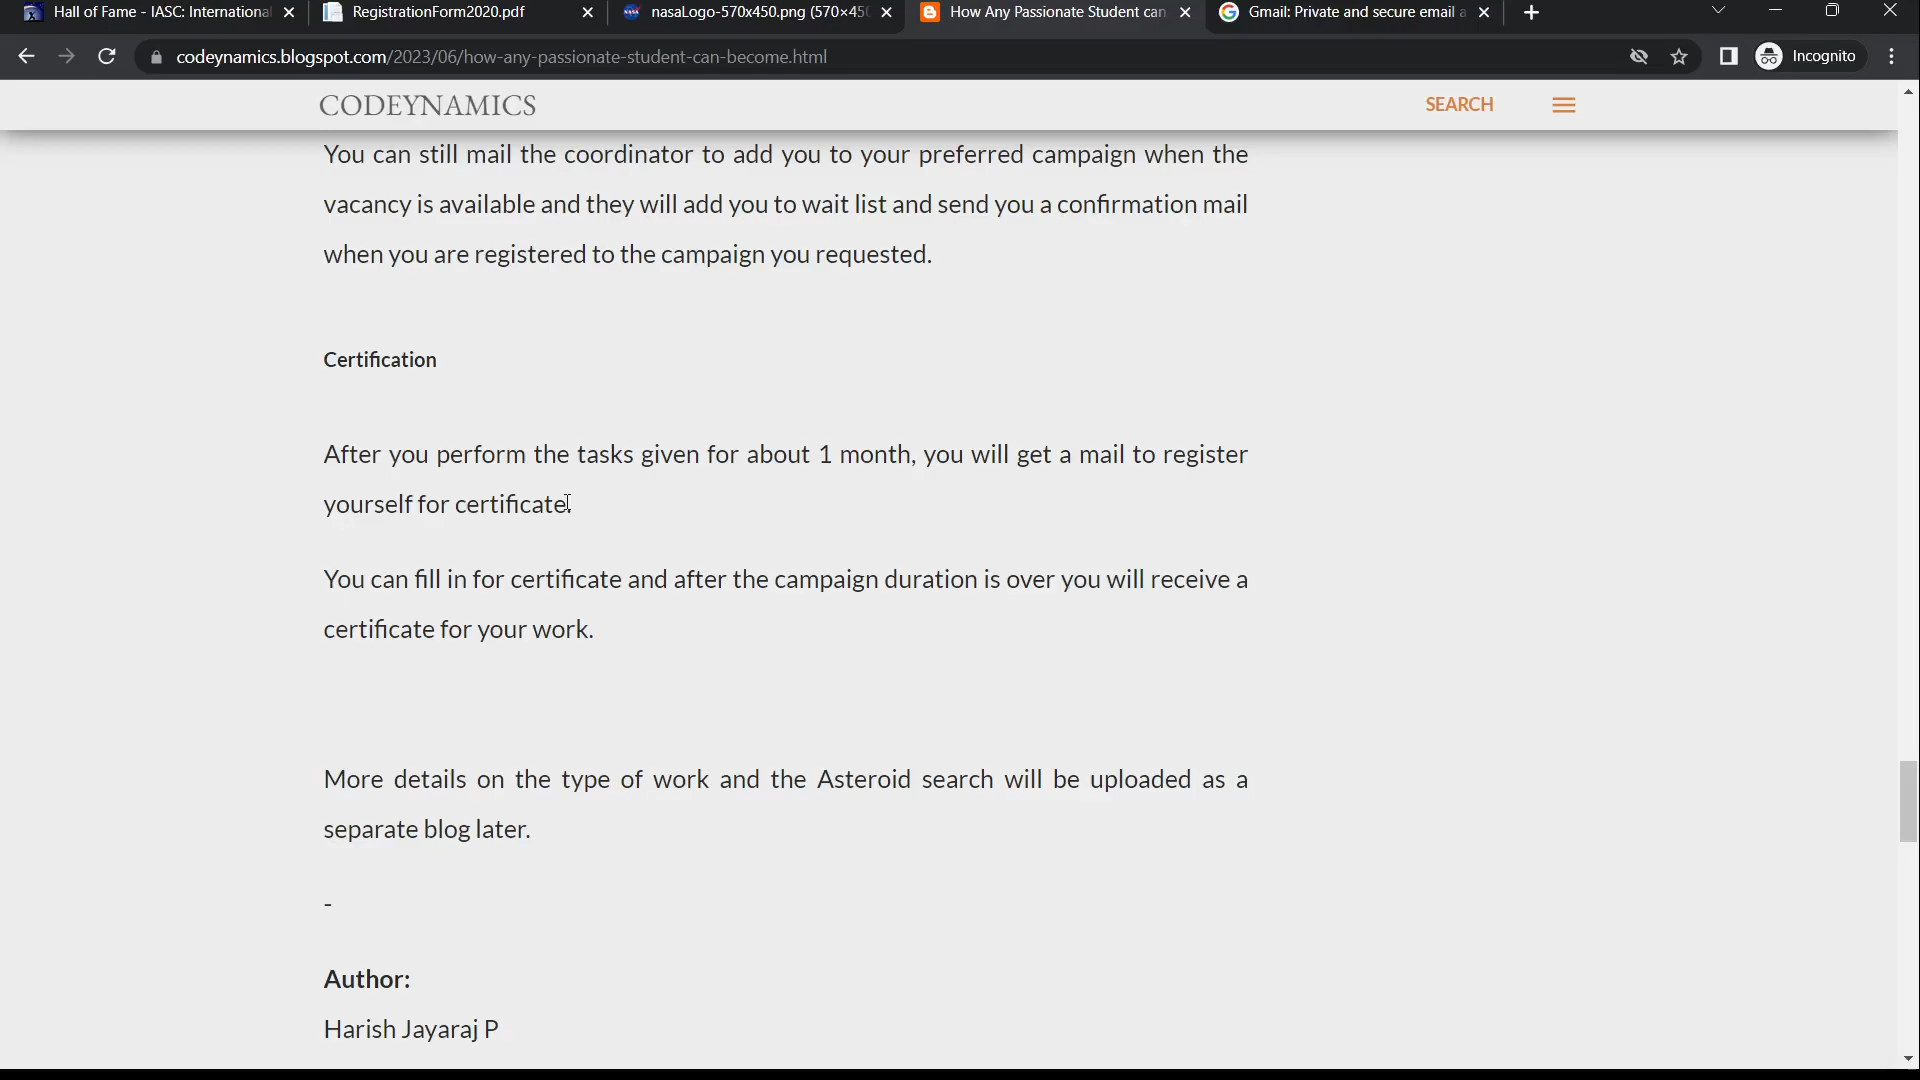 Hall of Fame - IASC: International
RegistrationForm2020.pdf
nasaLogo-570x450.png (570×450
How Any Passionate Student can
Gmail: Private and secure email a
codeynamics.blogspot.com/2023/06/how-any-passionate-student-can-become.html
Incognito
CODEYNAMICS
SEARCH
You can still mail the coordinator to add you to your preferred campaign when the
vacancy is available and they will add you to wait list and send you a confirmation mail
when you are registered to the campaign you requested.
Certification
After you perform the tasks given for about 1 month, you will get a mail to register
yourself for certificate.
You can fill in for certificate and after the campaign duration is over you will receive a
certificate for your work.
More details on the type of work and the Asteroid search will be uploaded as a
separate blog later.
-
Author:
Harish Jayaraj P